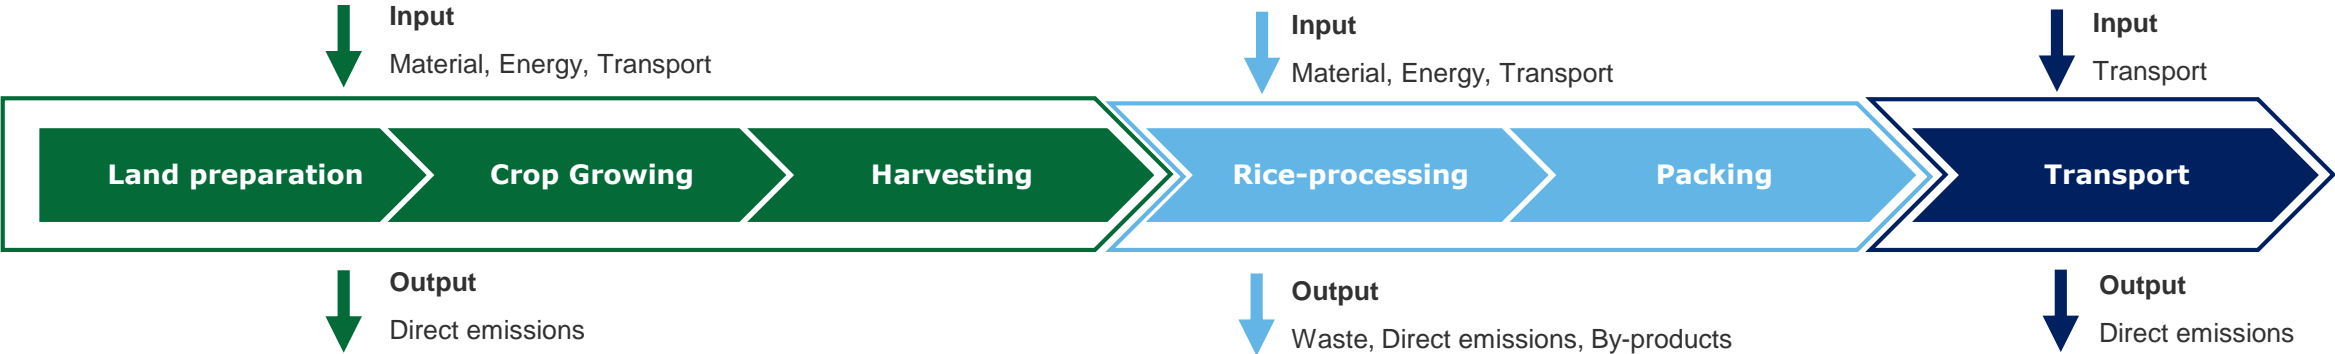 Input
Material, Energy, Transport
Input
Material, Energy, Transport
Input
Transport
Land preparation
Crop Growing
Harvesting
Rice-processing
Packing
Transport
Output
Direct emissions
Output
Waste, Direct emissions, By-products
Output
Direct emissions